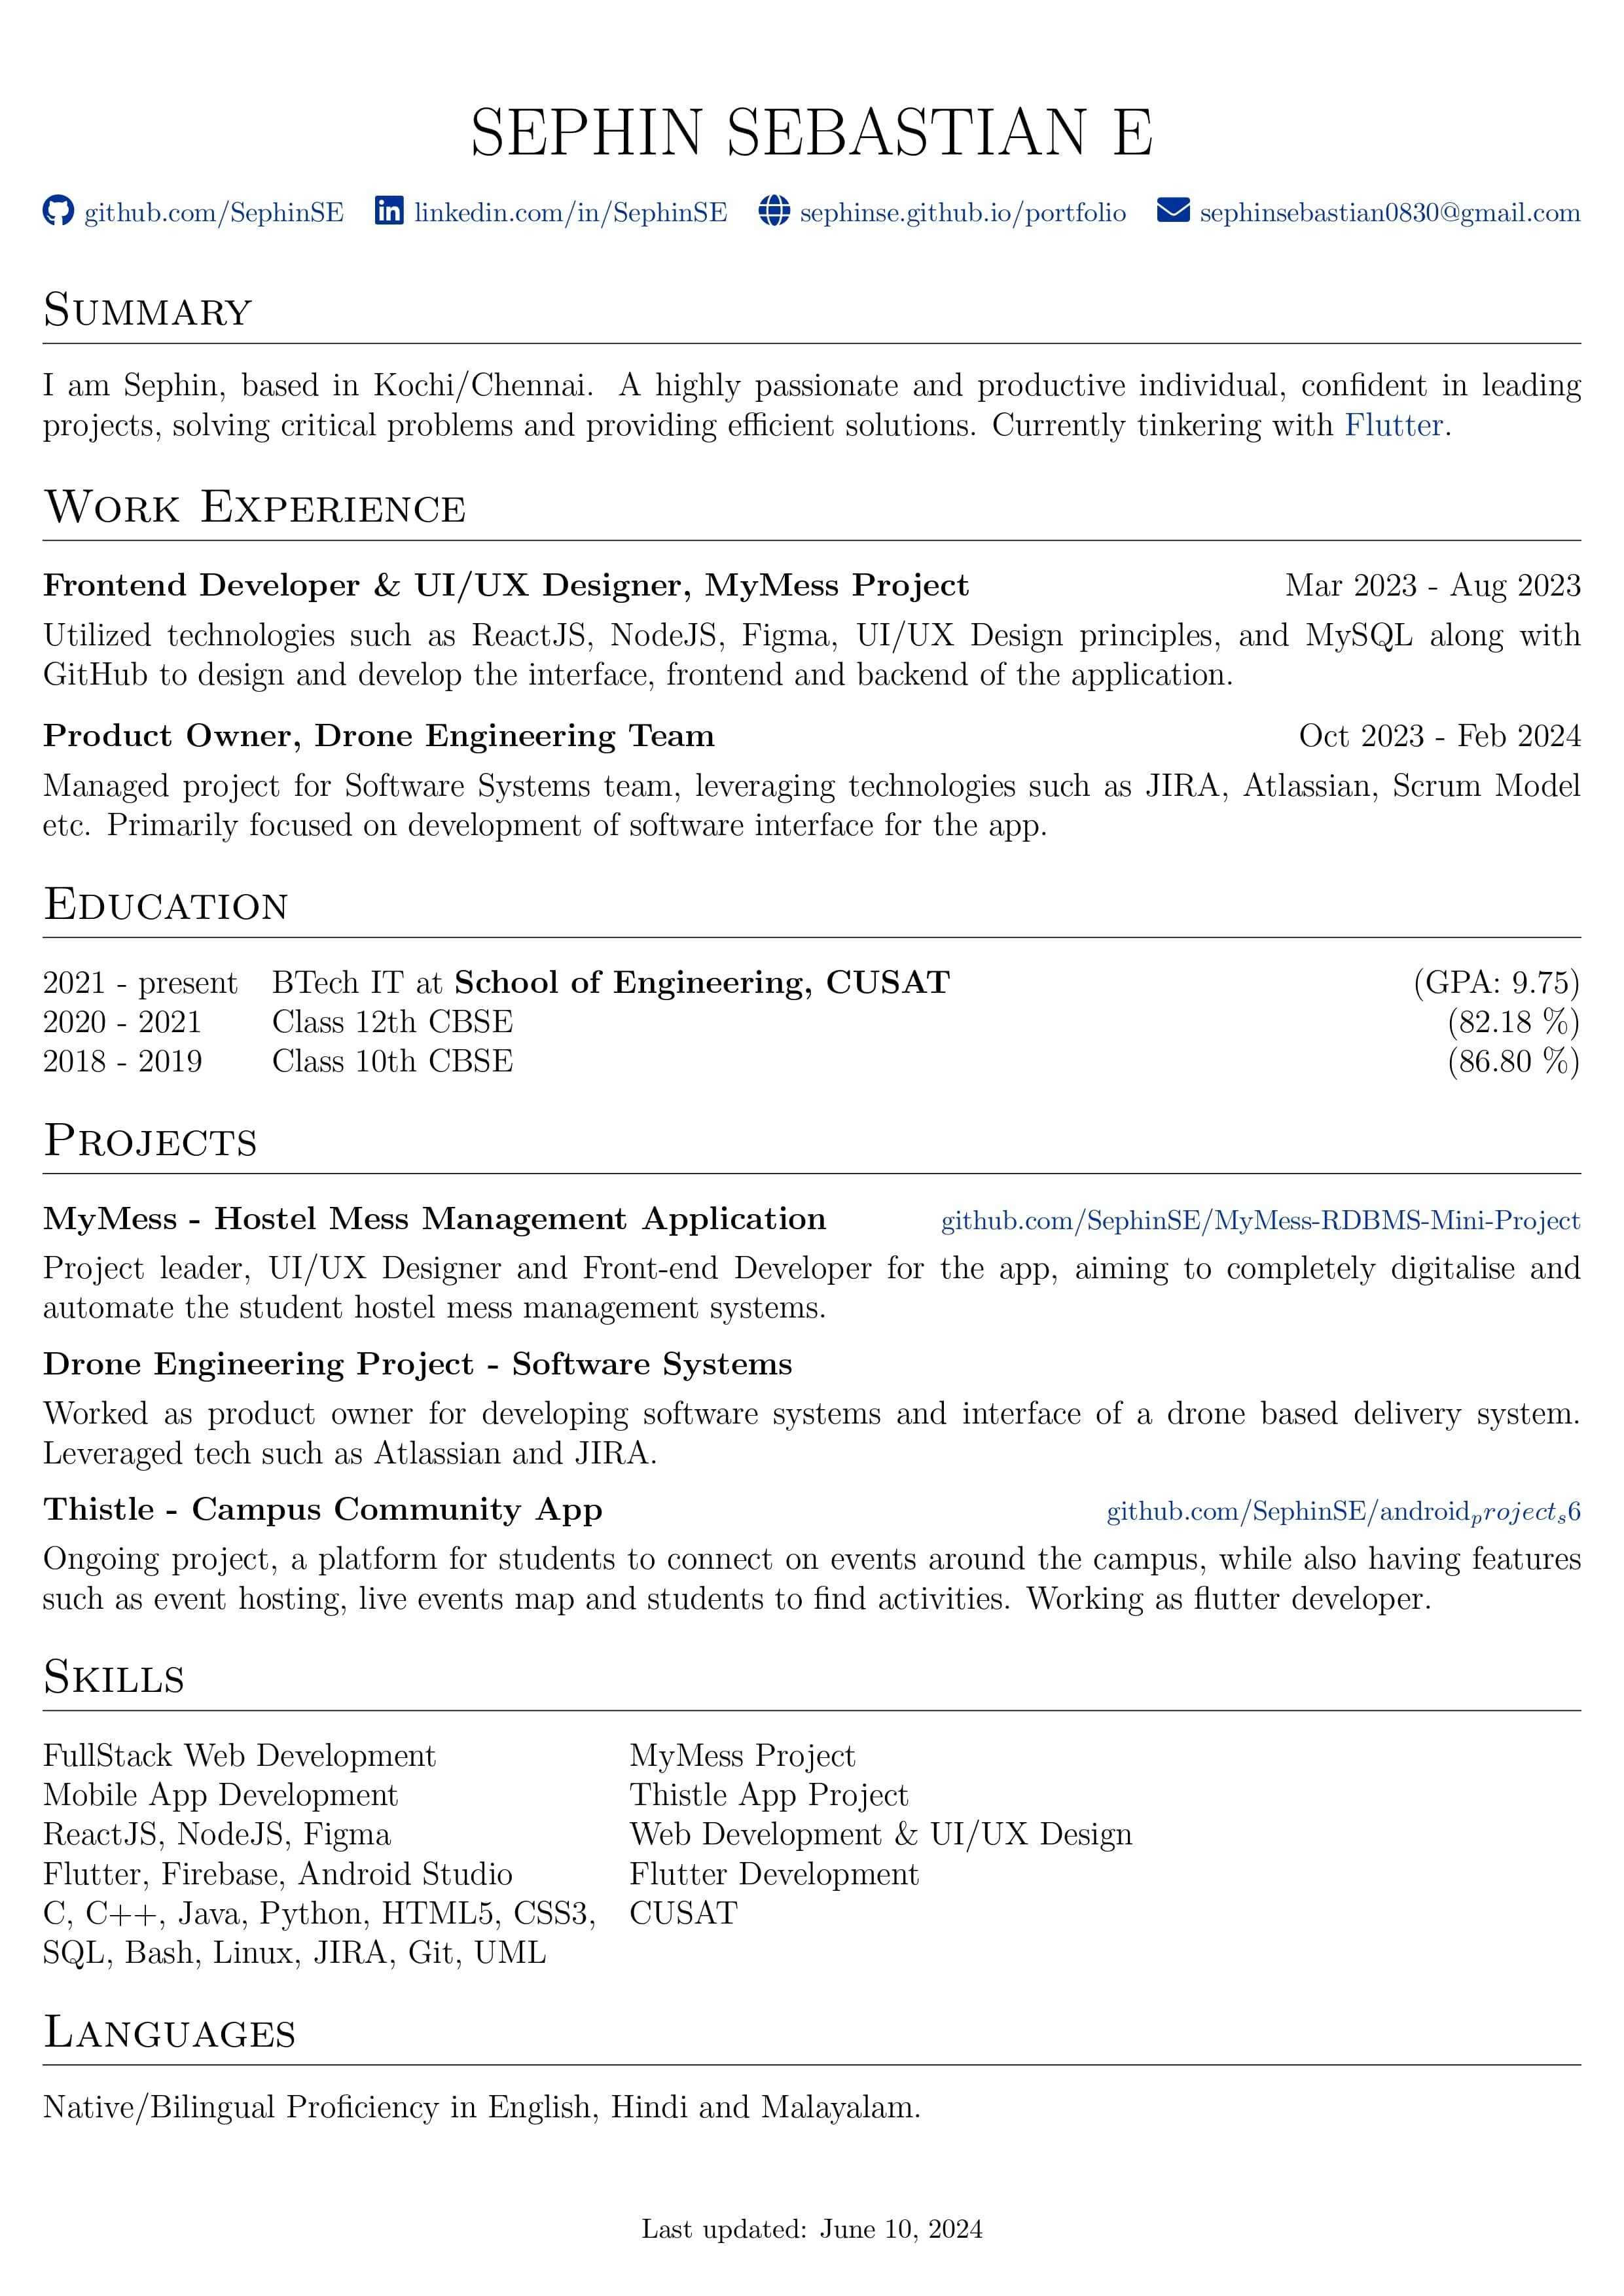 SEPHIN SEBASTIAN E
github.com/SephinSE linkedin.com/in/SephinSE sephinse.github.io/portfolio sephinsebastian0830@gmail.com
Summary
I am Sephin, based in Kochi/Chennai. A highly passionate and productive individual, confident in leading
projects, solving critical problems and providing efficient solutions. Currently tinkering with Flutter.
Work Experience
Frontend Developer & UI/UX Designer, MyMess Project Mar 2023 - Aug 2023
Utilized technologies such as ReactJS, NodeJS, Figma, UI/UX Design principles, and MySQL along with
GitHub to design and develop the interface, frontend and backend of the application.
Product Owner, Drone Engineering Team Oct 2023 - Feb 2024
Managed project for Software Systems team, leveraging technologies such as JIRA, Atlassian, Scrum Model
etc. Primarily focused on development of software interface for the app.
Education
2021 - present BTech IT at School of Engineering, CUSAT (GPA: 9.75)
2020 - 2021 Class 12th CBSE (82.18 %)
2018 - 2019 Class 10th CBSE (86.80 %)
Projects
MyMess - Hostel Mess Management Application github.com/SephinSE/MyMess-RDBMS-Mini-Project
Project leader, UI/UX Designer and Front-end Developer for the app, aiming to completely digitalise and
automate the student hostel mess management systems.
Drone Engineering Project - Software Systems
Worked as product owner for developing software systems and interface of a drone based delivery system.
Leveraged tech such as Atlassian and JIRA.
Thistle - Campus Community App github.com/SephinSE/androidprojects6
Ongoing project, a platform for students to connect on events around the campus, while also having features
such as event hosting, live events map and students to find activities. Working as flutter developer.
Skills
FullStack Web Development MyMess Project
Mobile App Development Thistle App Project
ReactJS, NodeJS, Figma Web Development & UI/UX Design
Flutter, Firebase, Android Studio Flutter Development
C, C++, Java, Python, HTML5, CSS3, CUSAT
SQL, Bash, Linux, JIRA, Git, UML
Languages
Native/Bilingual Proficiency in English, Hindi and Malayalam.
Last updated: June 10, 2024